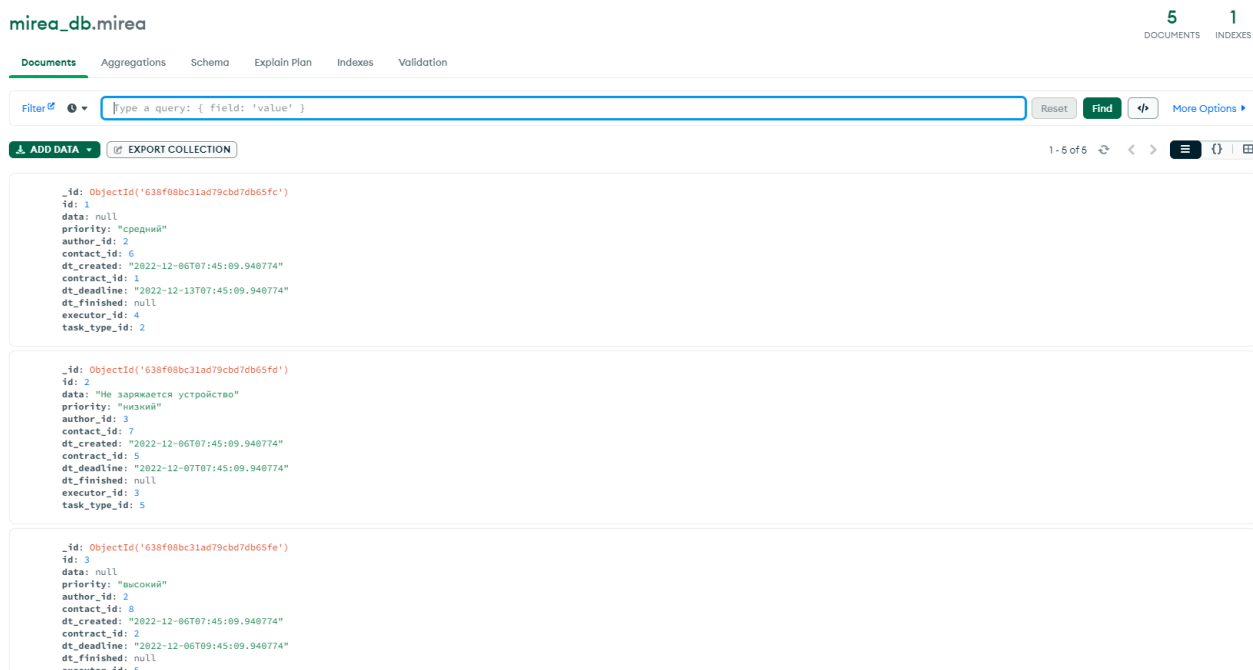 mirea_db.mirea
5
DOCUMENTS
1
INDEXES
Documents
Aggregations
Schema
Explain Plan
Indexes
Validation
Filter
Type a query: { field: 'value' }
Reset
Find
</>
More Options
ADD DATA
EXPORT COLLECTION
1 - 5 of 5
{}
_id: ObjectId('638f08bc31ad79cbd7db65fc')
id: 1
data: null
priority: "средний"
author_id: 2
contact_id: 6
dt_created: "2022-12-06T07:45:09.940774"
contract_id: 1
dt_deadline: "2022-12-13T07:45:09.940774"
dt_finished: null
executor_id: 4
task_type_id: 2
_id: ObjectId('638f08bc31ad79cbd7db65fd')
id: 2
data: "Не заряжается устройство"
priority: "низкий"
author_id: 3
contact_id: 7
dt_created: "2022-12-06T07:45:09.940774"
contract_id: 5
dt_deadline: "2022-12-07T07:45:09.940774"
dt_finished: null
executor_id: 3
task_type_id: 5
_id: ObjectId('638f08bc31ad79cbd7db65fe')
id: 3
data: null
priority: "высокий"
author_id: 2
contact_id: 8
dt_created: "2022-12-06T07:45:09.940774"
contract_id: 2
dt_deadline: "2022-12-06T09:45:09.940774"
dt_finished: null